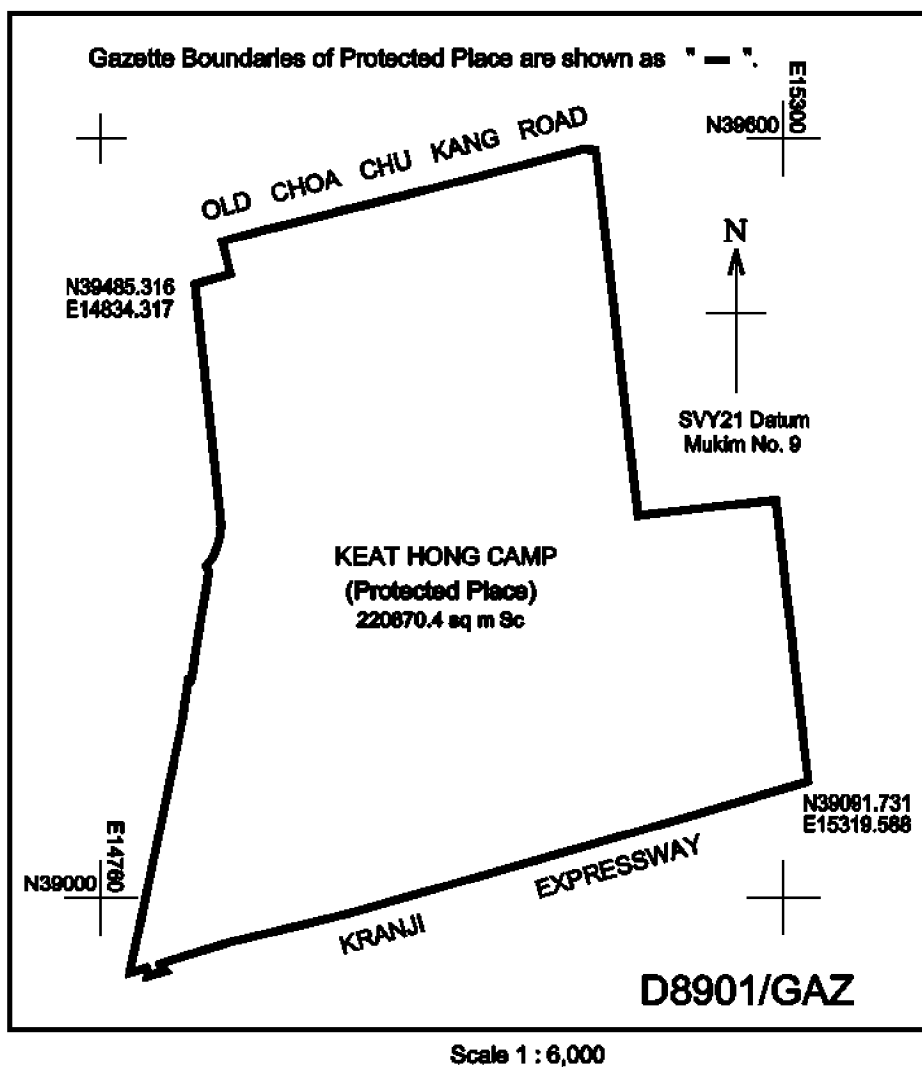 Gazette Boundaries of Protected Place are shown as " — ".
E15300
N39600
OLD CHOA CHU KANG ROAD
N
N39485.316
E14834.317
SVY21 Datum
Mukim No. 9
KEAT HONG CAMP
(Protected Place)
220870.4 sq m Sc
N39091.731
E15319.588
E14760
N39000
KRANJI EXPRESSWAY
D8901/GAZ
Scale 1 : 6,000